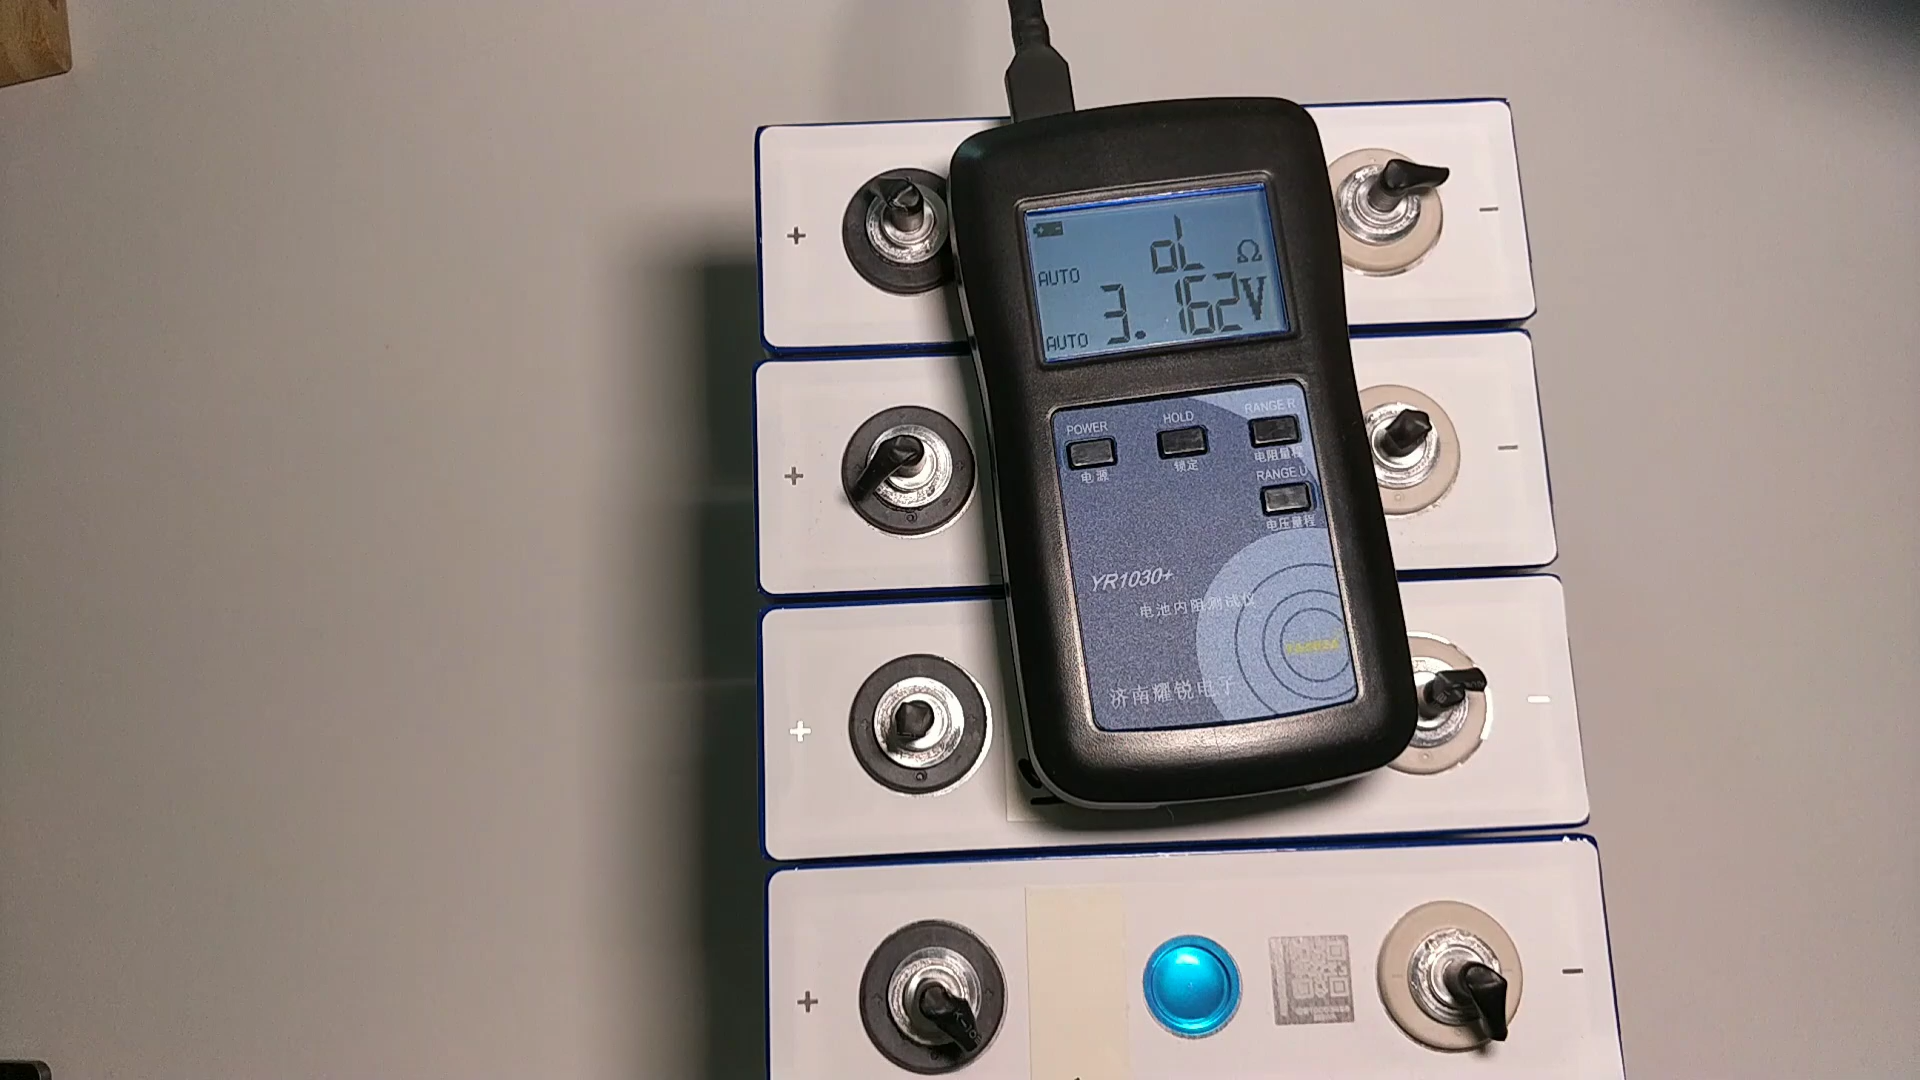 oL Ω
AUTO
3.162V
AUTO
POWER
电源
HOLD
锁定
RANGE R
电阻量程
RANGE U
电压量程
YR1030+
电池内阻测试仪
济南耀锐电子
+
-
+
-
+
-
+
-